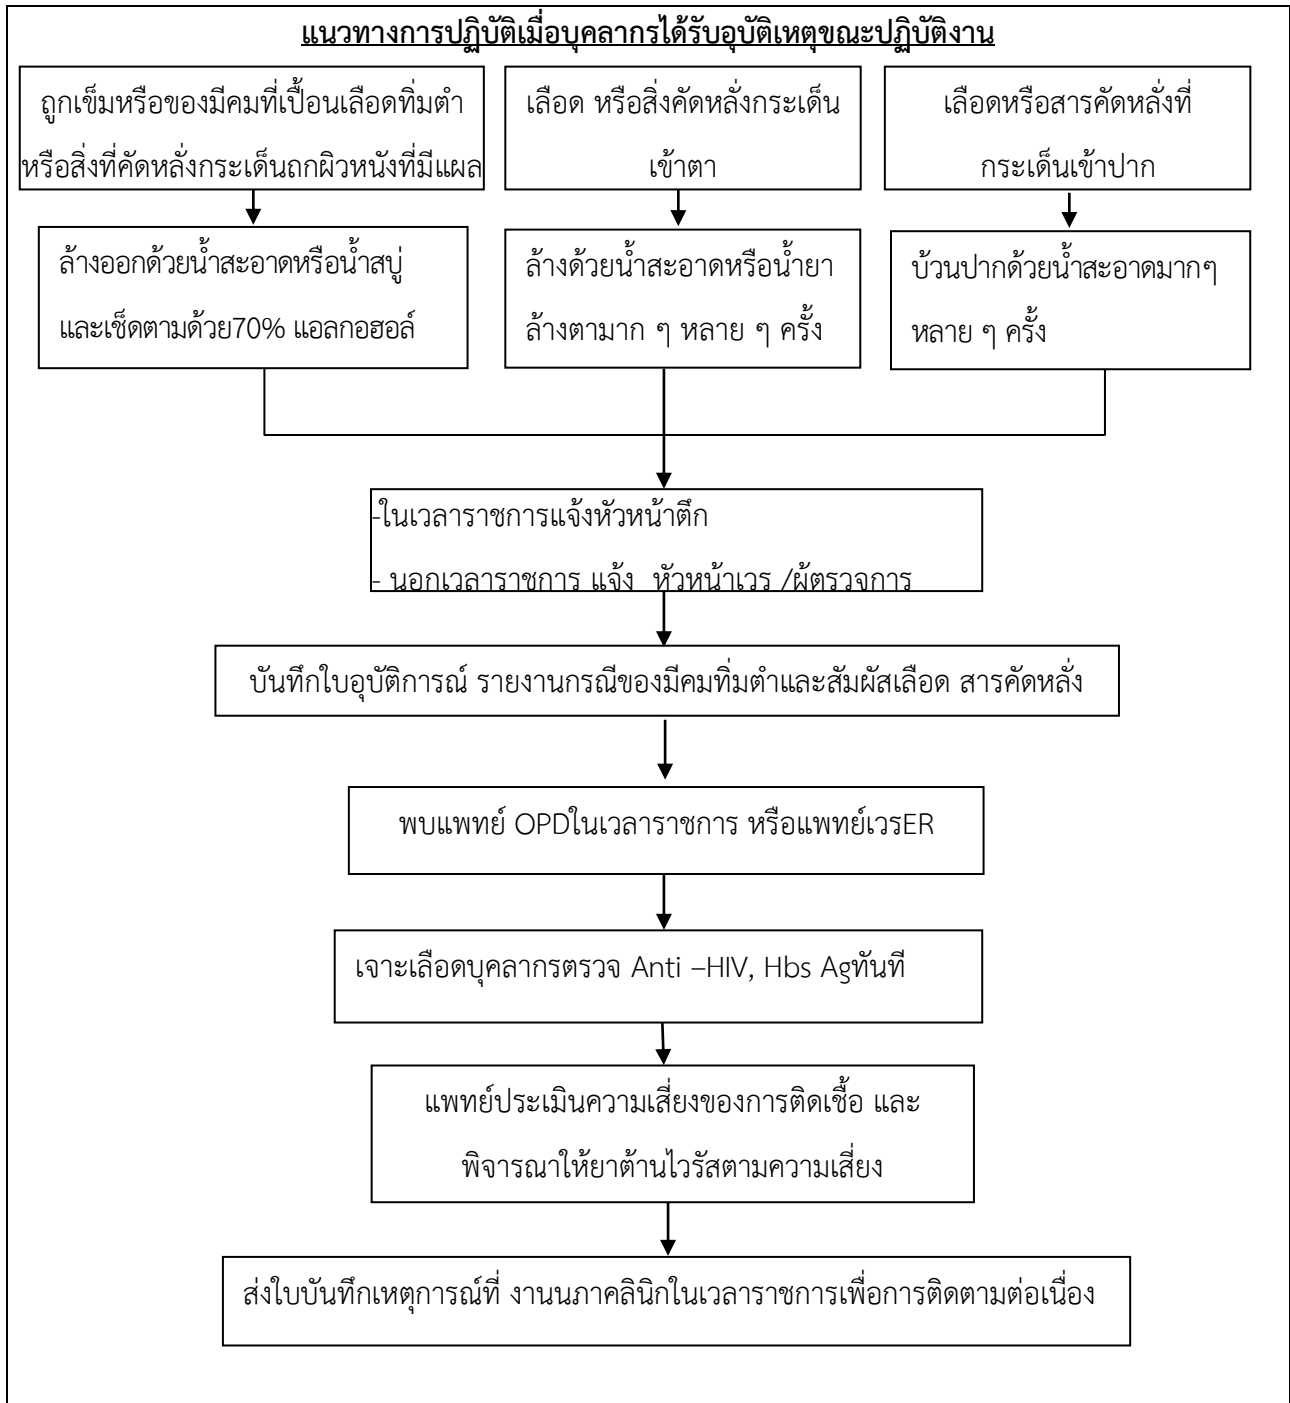 แนวทางการปฏิบัติเมื่อบุคลากรได้รับอุบัติเหตุขณะปฏิบัติงาน
ถูกเข็มหรือของมีคมที่เปื้อนเลือดทิ่มตำ
หรือสิ่งที่คัดหลั่งกระเด็นถูกผิวหนังที่มีแผล
เลือด หรือสิ่งคัดหลั่งกระเด็น
เข้าตา
เลือดหรือสารคัดหลั่งที่
กระเด็นเข้าปาก
ล้างออกด้วยน้ำสะอาดหรือน้ำสบู่
และเช็ดตามด้วย70% แอลกอฮอล์
ล้างด้วยน้ำสะอาดหรือน้ำยา
ล้างตามาก ๆ หลาย ๆ ครั้ง
บ้วนปากด้วยน้ำสะอาดมากๆ
หลาย ๆ ครั้ง
-ในเวลาราชการแจ้งหัวหน้าตึก
- นอกเวลาราชการ แจ้ง หัวหน้าเวร /ผู้ตรวจการ
บันทึกใบอุบัติการณ์ รายงานกรณีของมีคมทิ่มตำและสัมผัสเลือด สารคัดหลั่ง
พบแพทย์ OPDในเวลาราชการ หรือแพทย์เวรER
เจาะเลือดบุคลากรตรวจ Anti –HIV, Hbs Agทันที
แพทย์ประเมินความเสี่ยงของการติดเชื้อ และ
พิจารณาให้ยาต้านไวรัสตามความเสี่ยง
ส่งใบบันทึกเหตุการณ์ที่ งานนภาคลินิกในเวลาราชการเพื่อการติดตามต่อเนื่อง